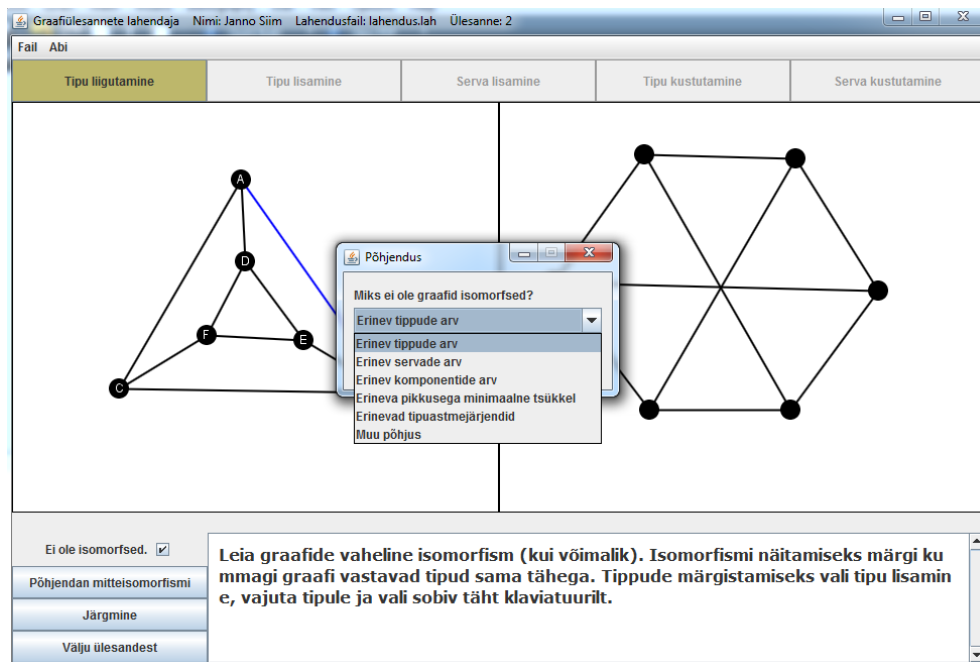 Graafiülesannete lahendaja Nimi: Janno Siim Lahendusfail: lahendus.lah Ülesanne: 2
Fail Abi
Tipu liigutamine Tipu lisamine Serva lisamine Tipu kustutamine Serva kustutamine
A
D
F
E
C
Põhjendus
Miks ei ole graafid isomorfsed?
Erinev tippude arv
Erinev tippude arv
Erinev servade arv
Erinev komponentide arv
Erineva pikkusega minimaalne tsükkel
Erinevad tipuastmejärjendid
Muu põhjus
Ei ole isomorfsed.
Põhjendan mitteisomorfismi
Järgmine
Välju ülesandest
Leia graafide vaheline isomorfism (kui võimalik). Isomorfismi näitamiseks märgi ku
mmagi graafi vastavad tipud sama tähega. Tippude märgistamiseks vali tipu lisamin
e, vajuta tipule ja vali sobiv täht klaviatuurilt.